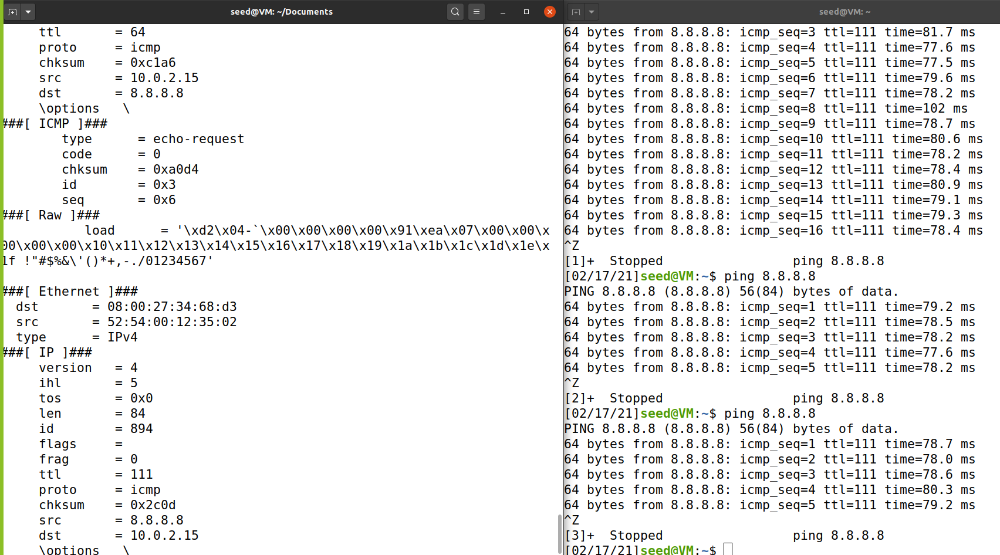 seed@VM: ~/Documents
ttl = 64
proto = icmp
chksum = 0xc1a6
src = 10.0.2.15
dst = 8.8.8.8
\options \
###[ ICMP ]###
type = echo-request
code = 0
chksum = 0xa0d4
id = 0x3
seq = 0x6
###[ Raw ]###
load = '\xd2\x04-`\x00\x00\x00\x00\x91\xea\x07\x00\x00\x
00\x00\x00\x10\x11\x12\x13\x14\x15\x16\x17\x18\x19\x1a\x1b\x1c\x1d\x1e\x
1f !"#$%&\'()*+,-./01234567'
###[ Ethernet ]###
dst = 08:00:27:34:68:d3
src = 52:54:00:12:35:02
type = IPv4
###[ IP ]###
version = 4
ihl = 5
tos = 0x0
len = 84
id = 894
flags =
frag = 0
ttl = 111
proto = icmp
chksum = 0x2c0d
src = 8.8.8.8
dst = 10.0.2.15
\options \
seed@VM: ~
64 bytes from 8.8.8.8: icmp_seq=3 ttl=111 time=81.7 ms
64 bytes from 8.8.8.8: icmp_seq=4 ttl=111 time=77.6 ms
64 bytes from 8.8.8.8: icmp_seq=5 ttl=111 time=77.5 ms
64 bytes from 8.8.8.8: icmp_seq=6 ttl=111 time=79.6 ms
64 bytes from 8.8.8.8: icmp_seq=7 ttl=111 time=78.2 ms
64 bytes from 8.8.8.8: icmp_seq=8 ttl=111 time=102 ms
64 bytes from 8.8.8.8: icmp_seq=9 ttl=111 time=78.7 ms
64 bytes from 8.8.8.8: icmp_seq=10 ttl=111 time=80.6 ms
64 bytes from 8.8.8.8: icmp_seq=11 ttl=111 time=78.2 ms
64 bytes from 8.8.8.8: icmp_seq=12 ttl=111 time=78.4 ms
64 bytes from 8.8.8.8: icmp_seq=13 ttl=111 time=80.9 ms
64 bytes from 8.8.8.8: icmp_seq=14 ttl=111 time=79.1 ms
64 bytes from 8.8.8.8: icmp_seq=15 ttl=111 time=79.3 ms
64 bytes from 8.8.8.8: icmp_seq=16 ttl=111 time=78.4 ms
^Z
[1]+ Stopped ping 8.8.8.8
[02/17/21]seed@VM:~$ ping 8.8.8.8
PING 8.8.8.8 (8.8.8.8) 56(84) bytes of data.
64 bytes from 8.8.8.8: icmp_seq=1 ttl=111 time=79.2 ms
64 bytes from 8.8.8.8: icmp_seq=2 ttl=111 time=78.5 ms
64 bytes from 8.8.8.8: icmp_seq=3 ttl=111 time=78.2 ms
64 bytes from 8.8.8.8: icmp_seq=4 ttl=111 time=77.6 ms
64 bytes from 8.8.8.8: icmp_seq=5 ttl=111 time=78.2 ms
^Z
[2]+ Stopped ping 8.8.8.8
[02/17/21]seed@VM:~$ ping 8.8.8.8
PING 8.8.8.8 (8.8.8.8) 56(84) bytes of data.
64 bytes from 8.8.8.8: icmp_seq=1 ttl=111 time=78.7 ms
64 bytes from 8.8.8.8: icmp_seq=2 ttl=111 time=78.0 ms
64 bytes from 8.8.8.8: icmp_seq=3 ttl=111 time=78.6 ms
64 bytes from 8.8.8.8: icmp_seq=4 ttl=111 time=80.3 ms
64 bytes from 8.8.8.8: icmp_seq=5 ttl=111 time=79.2 ms
^Z
[3]+ Stopped ping 8.8.8.8
[02/17/21]seed@VM:~$